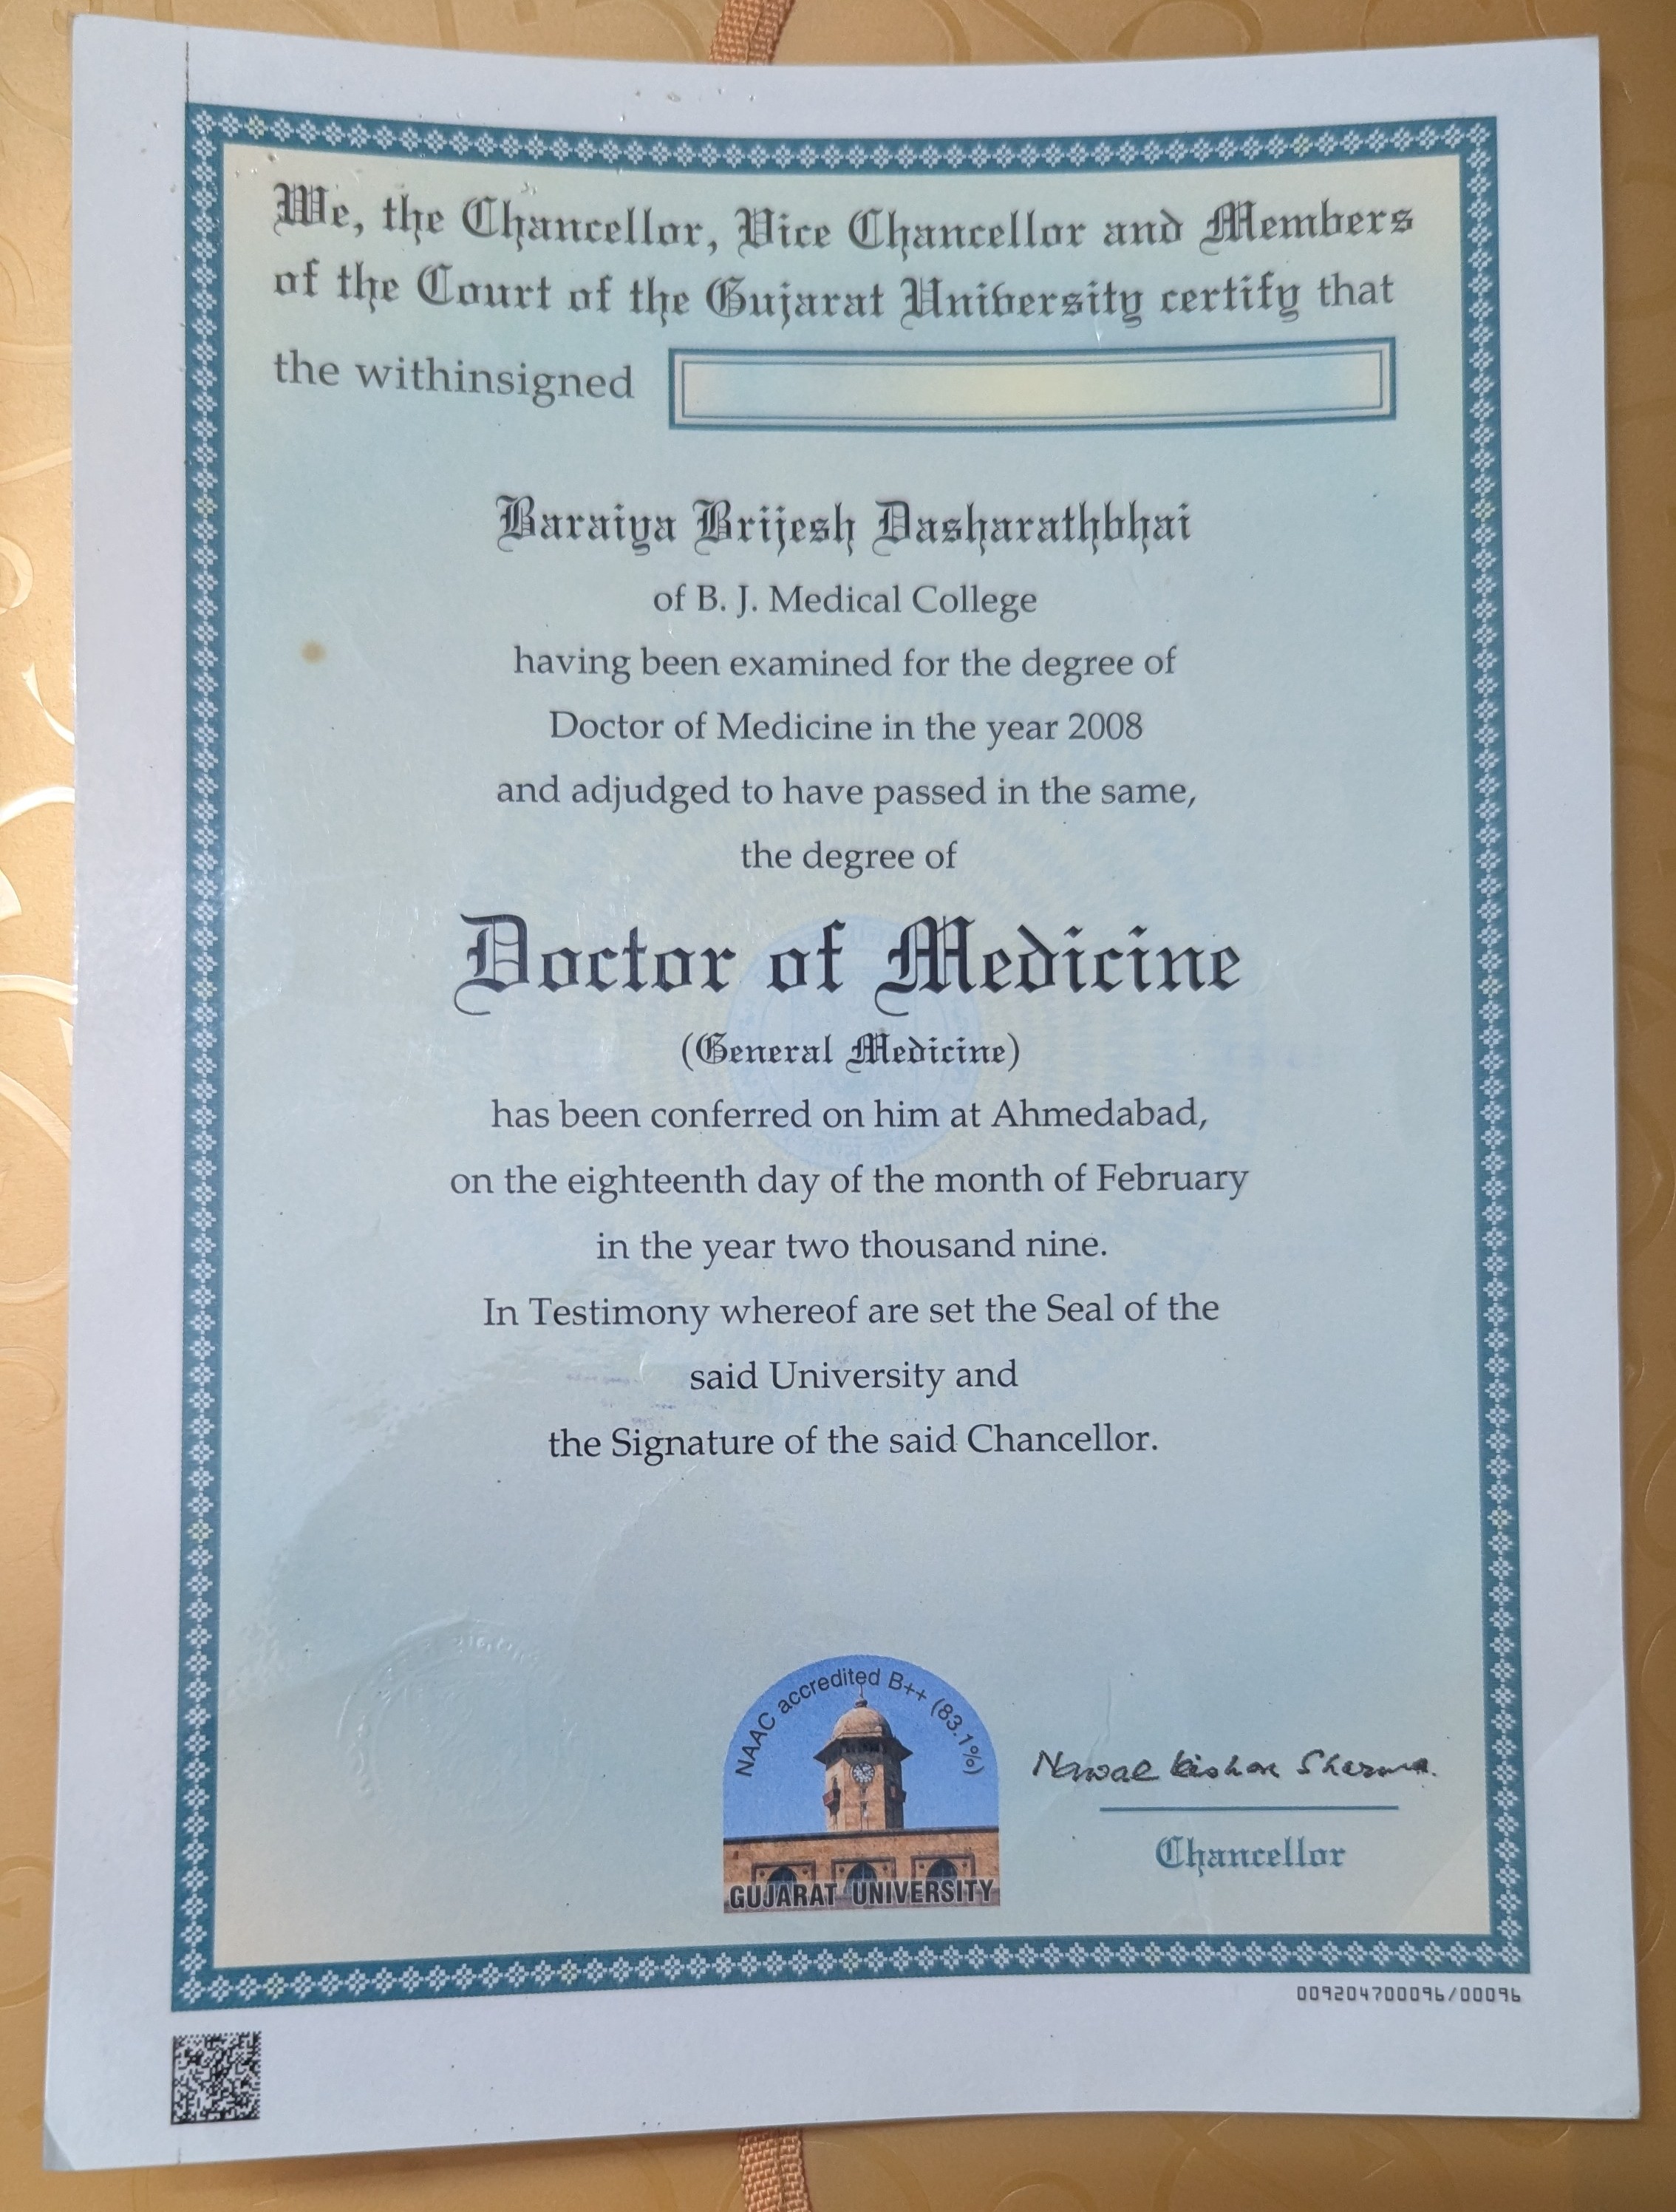 We, the Chancellor, Vice Chancellor and Members
of the Court of the Gujarat University certify that
the withinsigned
Baraiya Brijesh Dasharathbhai
of B. J. Medical College
having been examined for the degree of
Doctor of Medicine in the year 2008
and adjudged to have passed in the same,
the degree of
Doctor of Medicine
(General Medicine)
has been conferred on him at Ahmedabad,
on the eighteenth day of the month of February
in the year two thousand nine.
In Testimony whereof are set the Seal of the
said University and
the Signature of the said Chancellor.
NAAC accredited B++ (83.1%)
GUJARAT UNIVERSITY
Nawal Kishore Sharma.
Chancellor
009204700096/00096